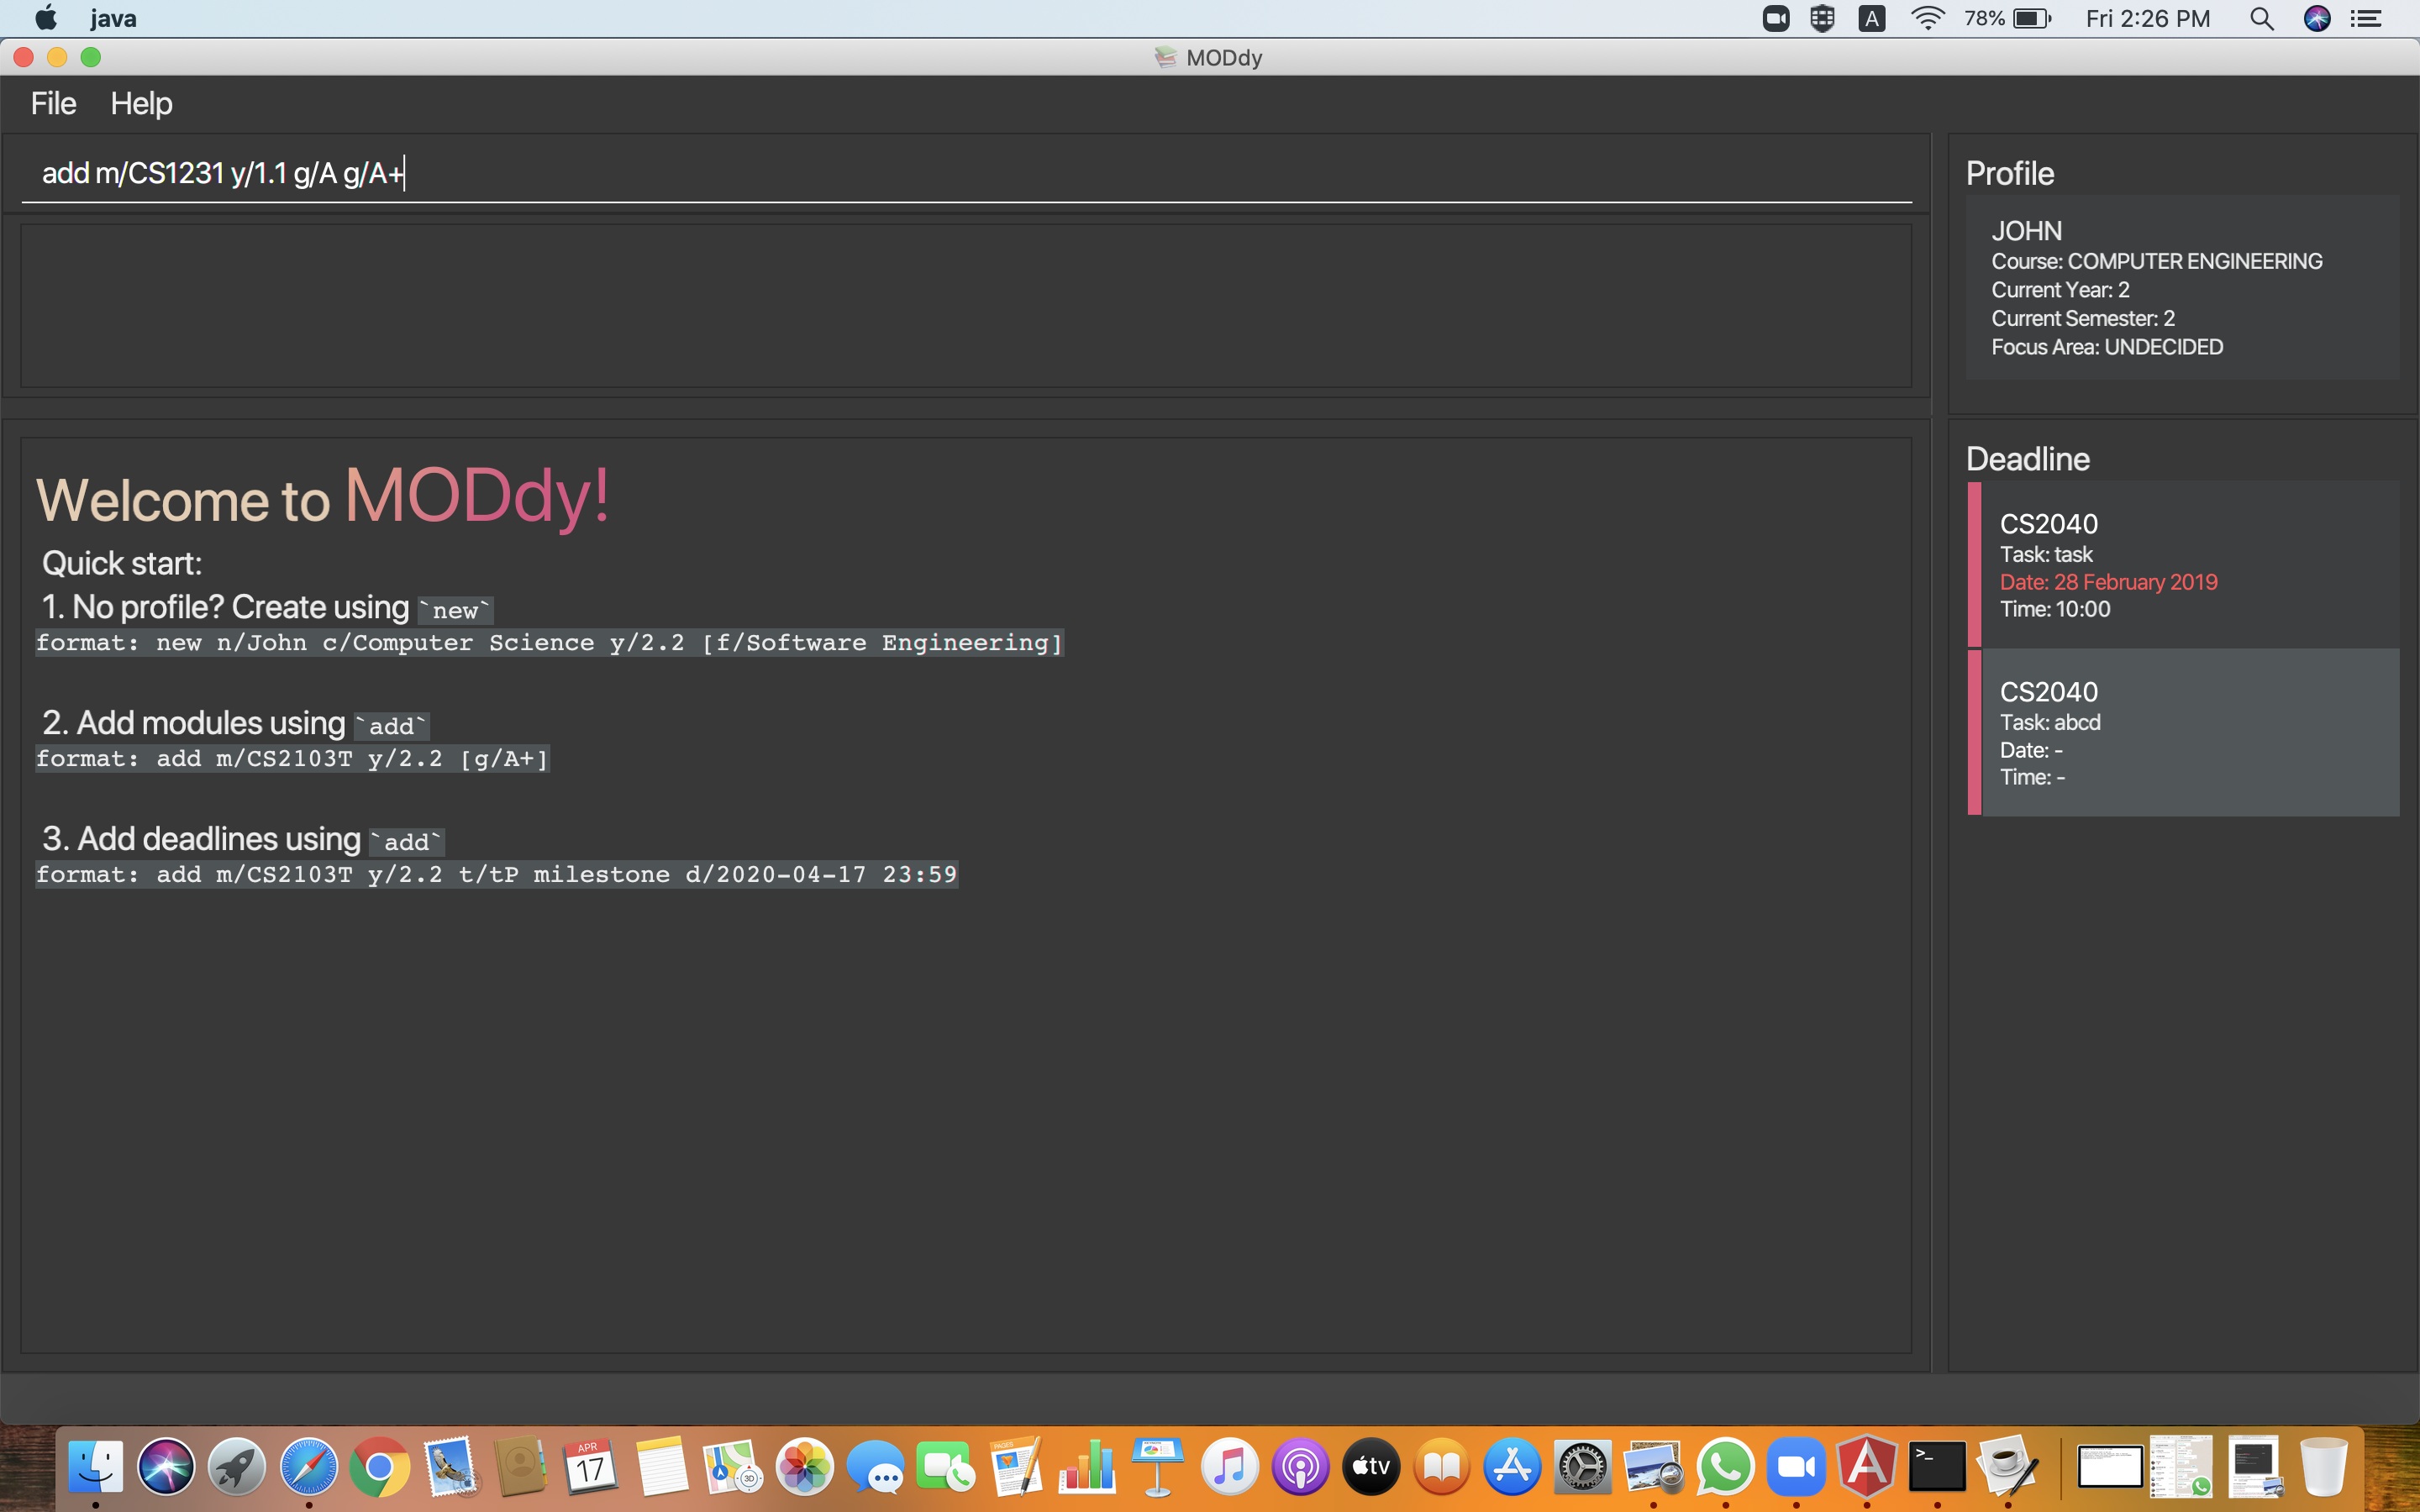 java
78%
Fri 2:26 PM
MODdy
File Help
add m/CS1231 y/1.1 g/A g/A+
Profile
JOHN
Course: COMPUTER ENGINEERING
Current Year: 2
Current Semester: 2
Focus Area: UNDECIDED
Welcome to MODdy!
Quick start:
1. No profile? Create using `new`
format: new n/John c/Computer Science y/2.2 [f/Software Engineering]
2. Add modules using `add`
format: add m/CS2103T y/2.2 [g/A+]
3. Add deadlines using `add`
format: add m/CS2103T y/2.2 t/tP milestone d/2020-04-17 23:59
Deadline
CS2040
Task: task
Date: 28 February 2019
Time: 10:00
CS2040
Task: abcd
Date: -
Time: -
APR
17
PAGES
3D
tv
>_